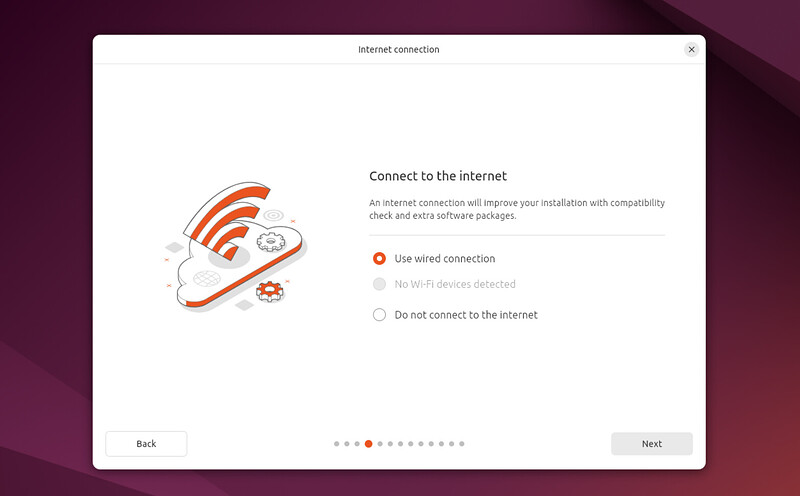 Internet connection
Connect to the internet
An internet connection will improve your installation with compatibility
check and extra software packages.
Use wired connection
No Wi-Fi devices detected
Do not connect to the internet
Back
Next